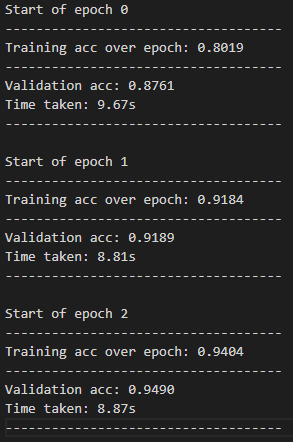 Start of epoch 0
------------------------------------
Training acc over epoch: 0.8019
------------------------------------
Validation acc: 0.8761
Time taken: 9.67s
------------------------------------
Start of epoch 1
------------------------------------
Training acc over epoch: 0.9184
------------------------------------
Validation acc: 0.9189
Time taken: 8.81s
------------------------------------
Start of epoch 2
------------------------------------
Training acc over epoch: 0.9404
------------------------------------
Validation acc: 0.9490
Time taken: 8.87s
------------------------------------